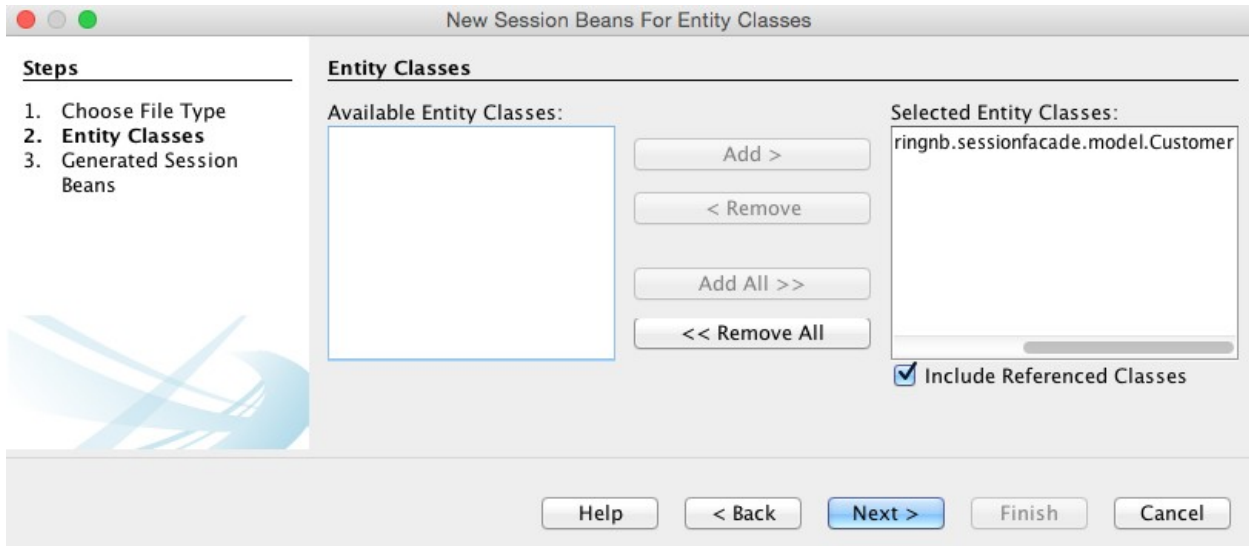 New Session Beans For Entity Classes
Steps
1. Choose File Type
2. Entity Classes
3. Generated Session
Beans
Entity Classes
Available Entity Classes:
Add >
< Remove
Add All >>
<< Remove All
Selected Entity Classes:
ringnb.sessionfacade.model.Customer
Include Referenced Classes
Help
< Back
Next >
Finish
Cancel